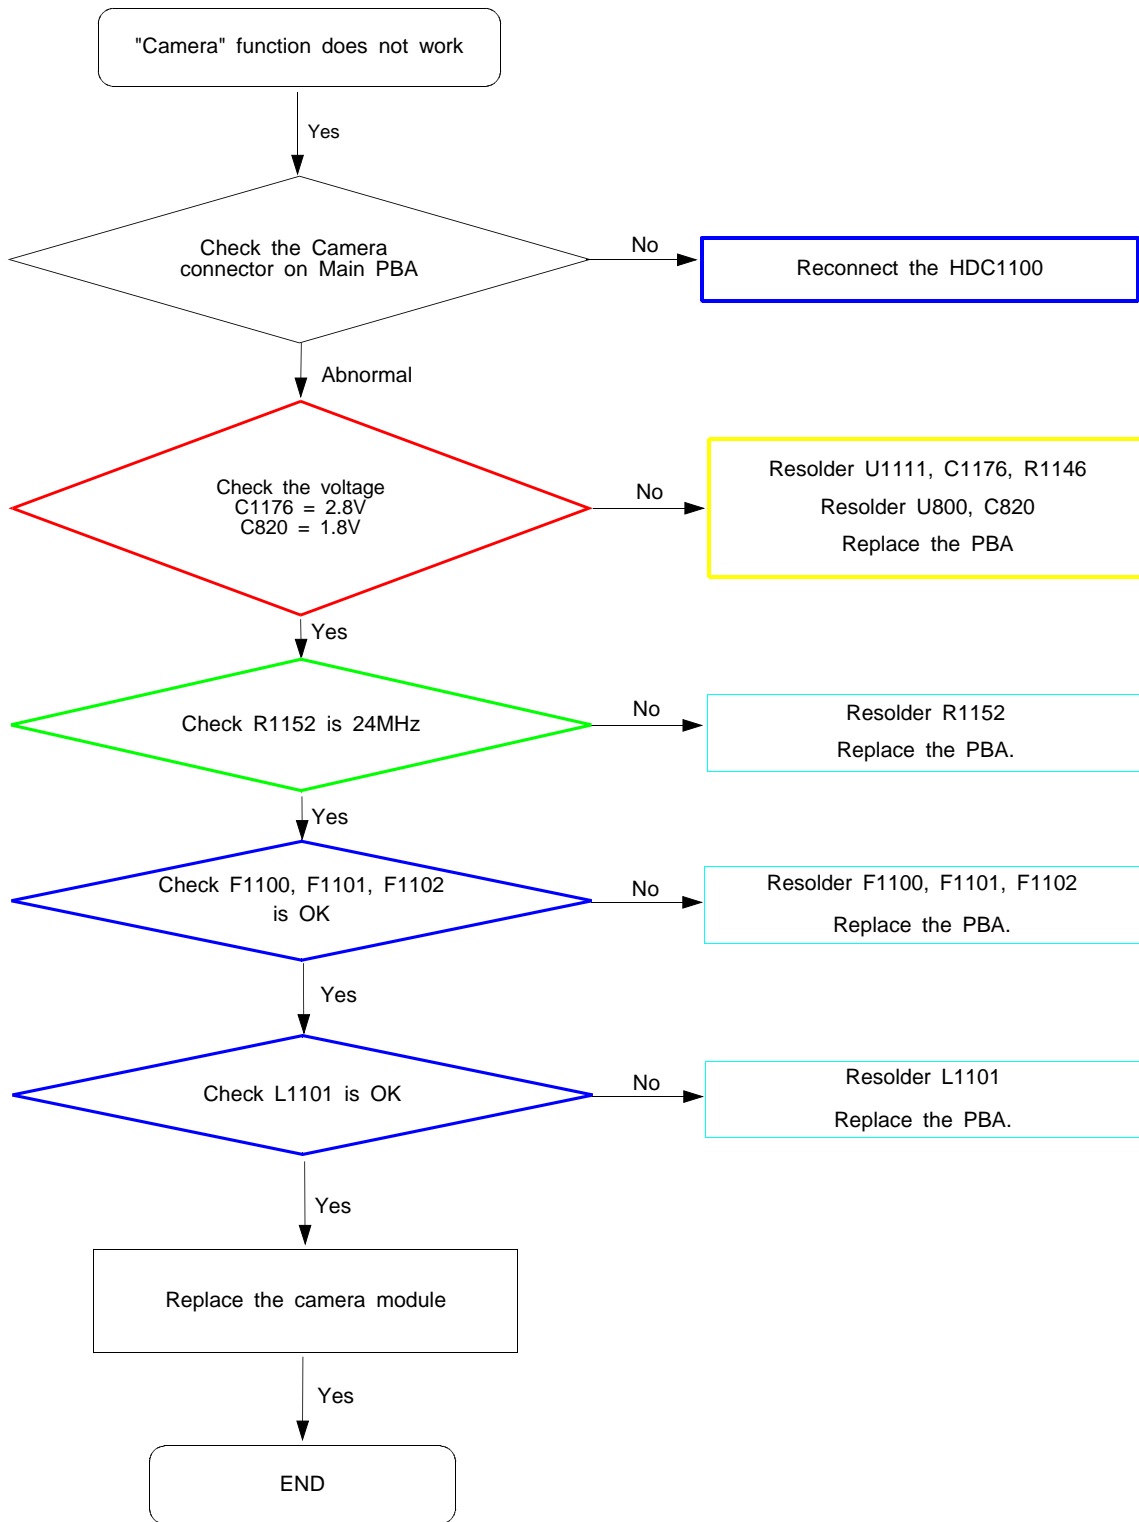 "Camera" function does not work
Yes
Check the Camera
connector on Main PBA
No
Reconnect the HDC1100
Abnormal
Check the voltage
C1176 = 2.8V
C820 = 1.8V
No
Resolder U1111, C1176, R1146
Resolder U800, C820
Replace the PBA
Yes
Check R1152 is 24MHz
No
Resolder R1152
Replace the PBA.
Yes
Check F1100, F1101, F1102
is OK
No
Resolder F1100, F1101, F1102
Replace the PBA.
Yes
Check L1101 is OK
No
Resolder L1101
Replace the PBA.
Yes
Replace the camera module
Yes
END